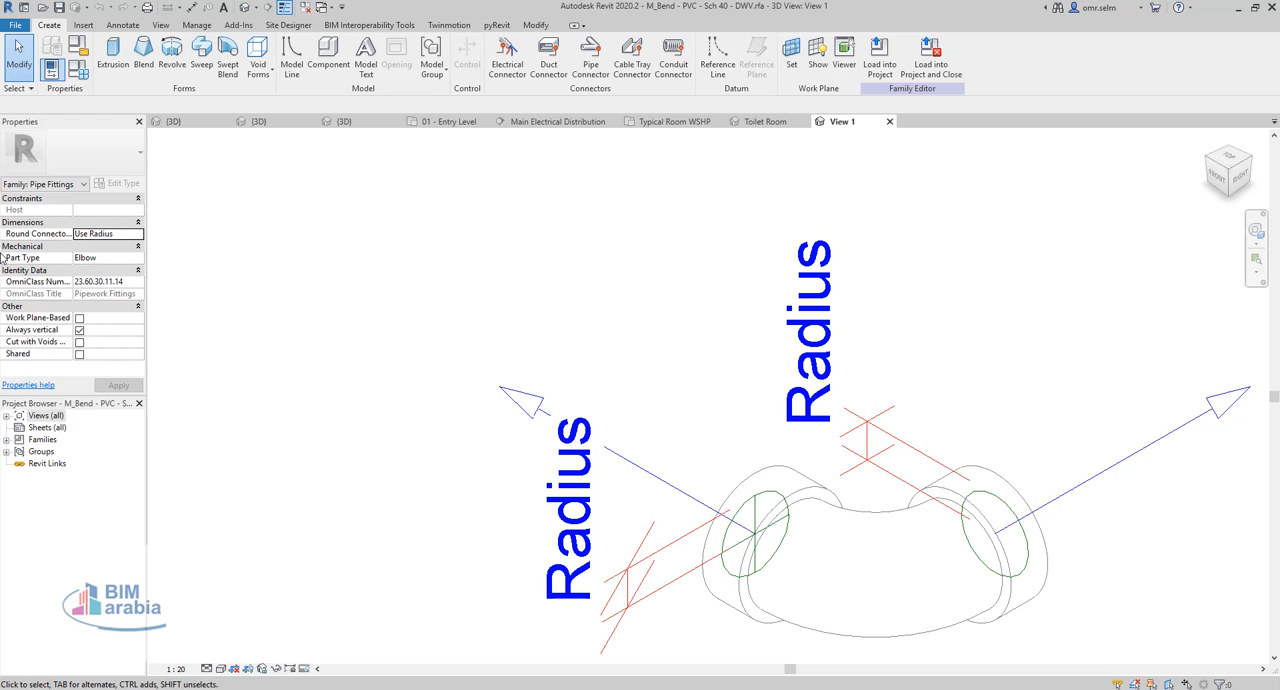 Autodesk Revit 2020.2 - M_Bend - PVC - Sch 40 - DWV.rfa - 3D View: View 1
omr.selm
File Create Insert Annotate View Manage Add-Ins Site Designer BIM Interoperability Tools Twinmotion pyRevit Modify
Modify Extrusion Blend Revolve Sweep Swept Blend Void Forms Model Line Component Model Text Opening Model Group Control Electrical Connector Duct Connector Pipe Connector Cable Tray Connector Conduit Connector Reference Line Reference Plane Set Show Viewer Load into Project Load into Project and Close
Select Properties Forms Model Control Connectors Datum Work Plane Family Editor
Properties
{3D} {3D} {3D} 01 - Entry Level Main Electrical Distribution Typical Room WSHP Toilet Room View 1
R
Family: Pipe Fittings Edit Type
Constraints
Host
Dimensions
Round Connecto... Use Radius
Mechanical
Part Type Elbow
Identity Data
OmniClass Num... 23.60.30.11.14
OmniClass Title Pipework Fittings
Other
Work Plane-Based
Always vertical
Cut with Voids ...
Shared
Properties help Apply
Project Browser - M_Bend - PVC - S...
Views (all)
Sheets (all)
Families
Groups
Revit Links
TOP
FRONT
RIGHT
Radius
Radius
BIM
arabia
1 : 20
Click to select, TAB for alternates, CTRL adds, SHIFT unselects.
:0